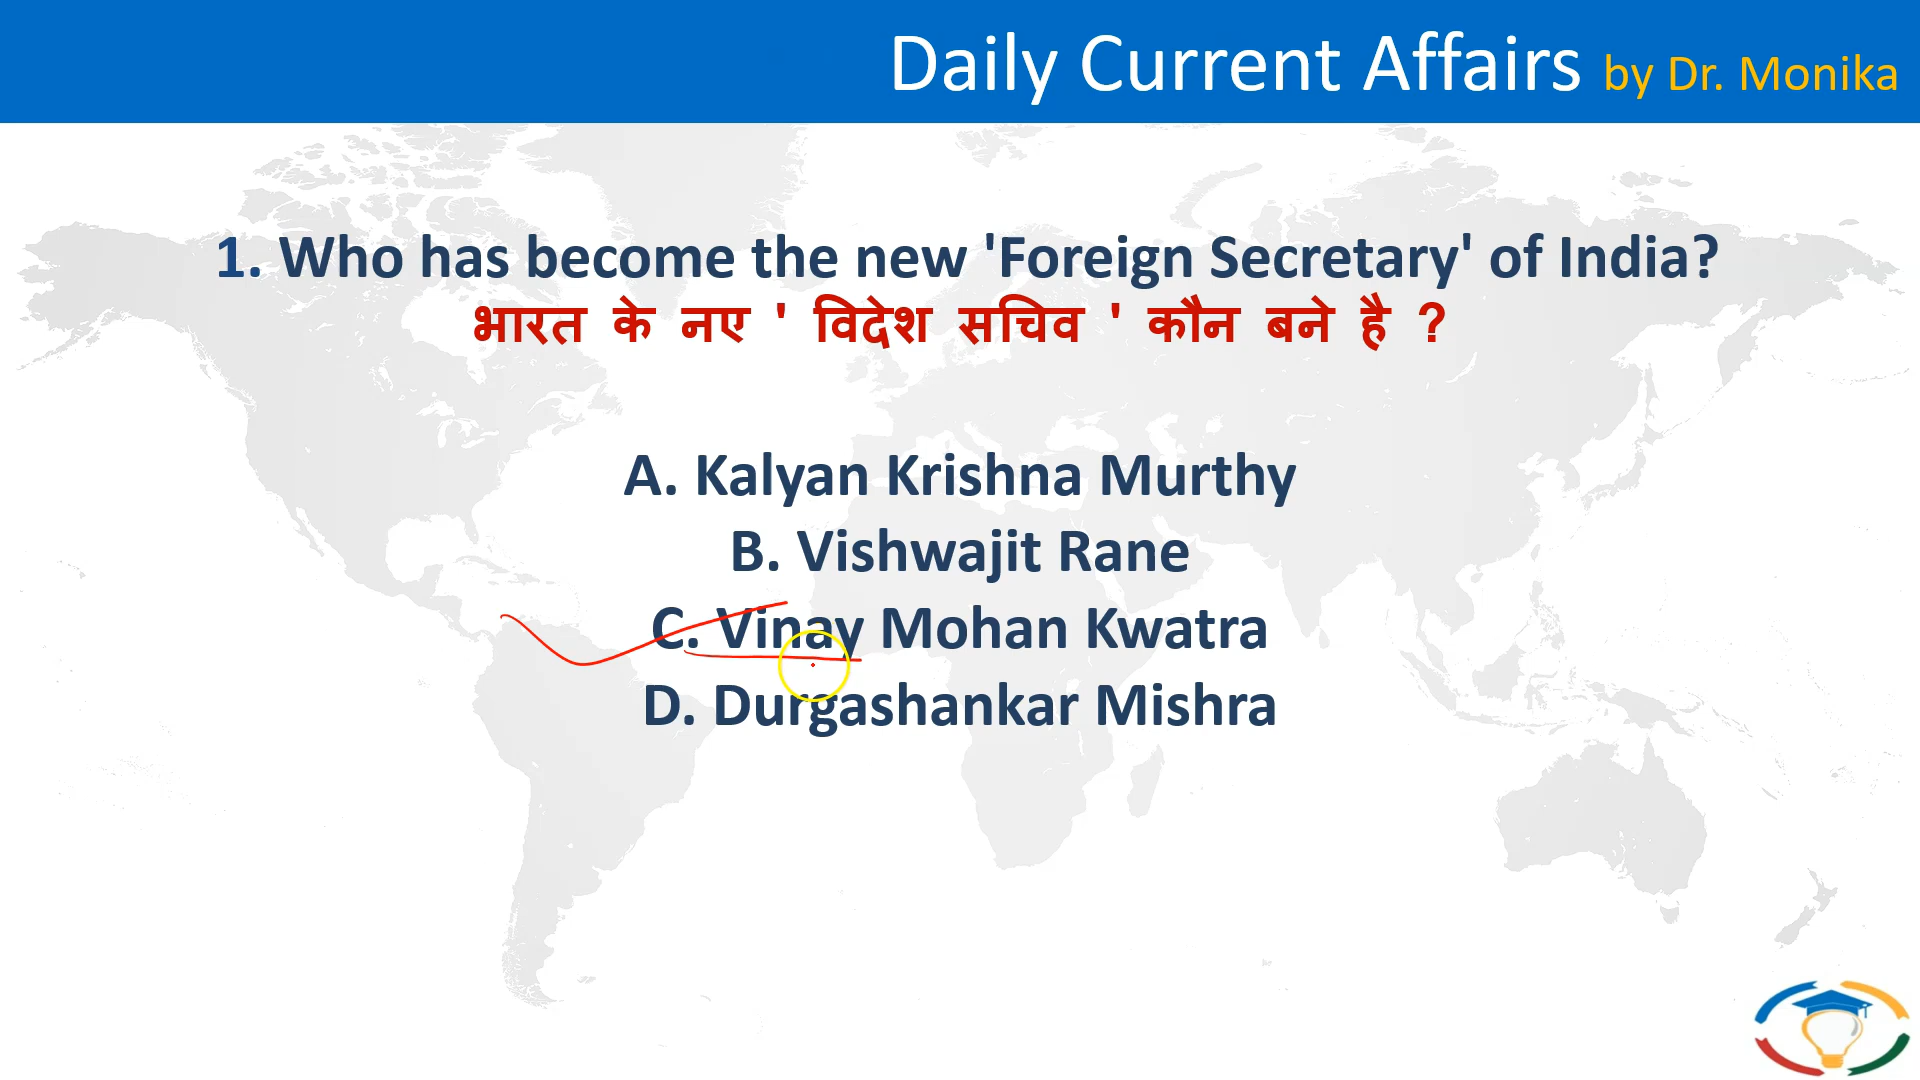 Daily Current Affairs by Dr. Monika
1. Who has become the new 'Foreign Secretary' of India?
भारत के नए ' विदेश सचिव ' कौन बने है ?
A. Kalyan Krishna Murthy
B. Vishwajit Rane
C. Vinay Mohan Kwatra
D. Durgashankar Mishra